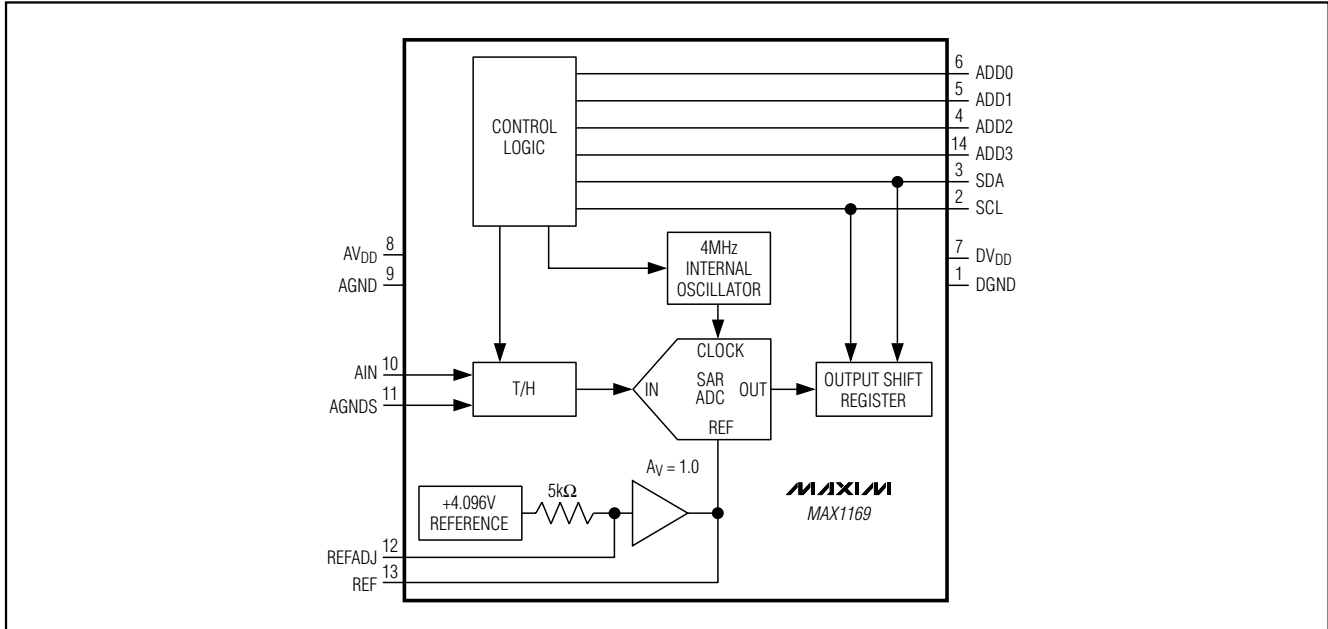 CONTROL
LOGIC
6 ADD0
5 ADD1
4 ADD2
14 ADD3
3 SDA
2 SCL
AVDD 8
AGND 9
4MHz
INTERNAL
OSCILLATOR
7 DVDD
1 DGND
AIN 10
AGNDS 11
T/H
CLOCK
IN
SAR
ADC
OUT
REF
OUTPUT SHIFT
REGISTER
AV = 1.0
+4.096V
REFERENCE
5kΩ
MAXIM
MAX1169
REFADJ 12
REF 13